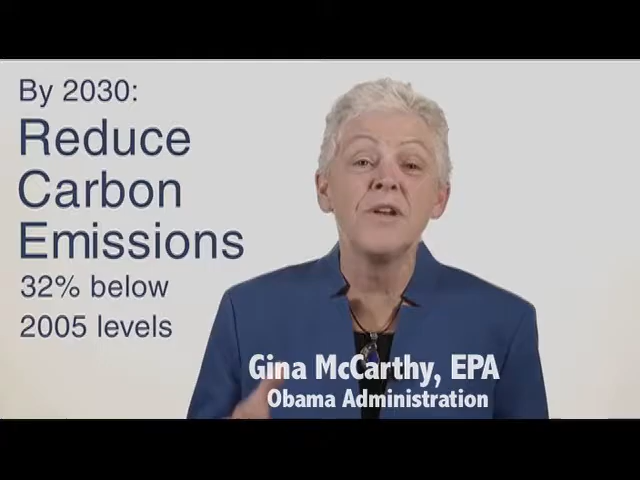 By 2030:
Reduce
Carbon
Emissions
32% below
2005 levels
Gina McCarthy, EPA
Obama Administration